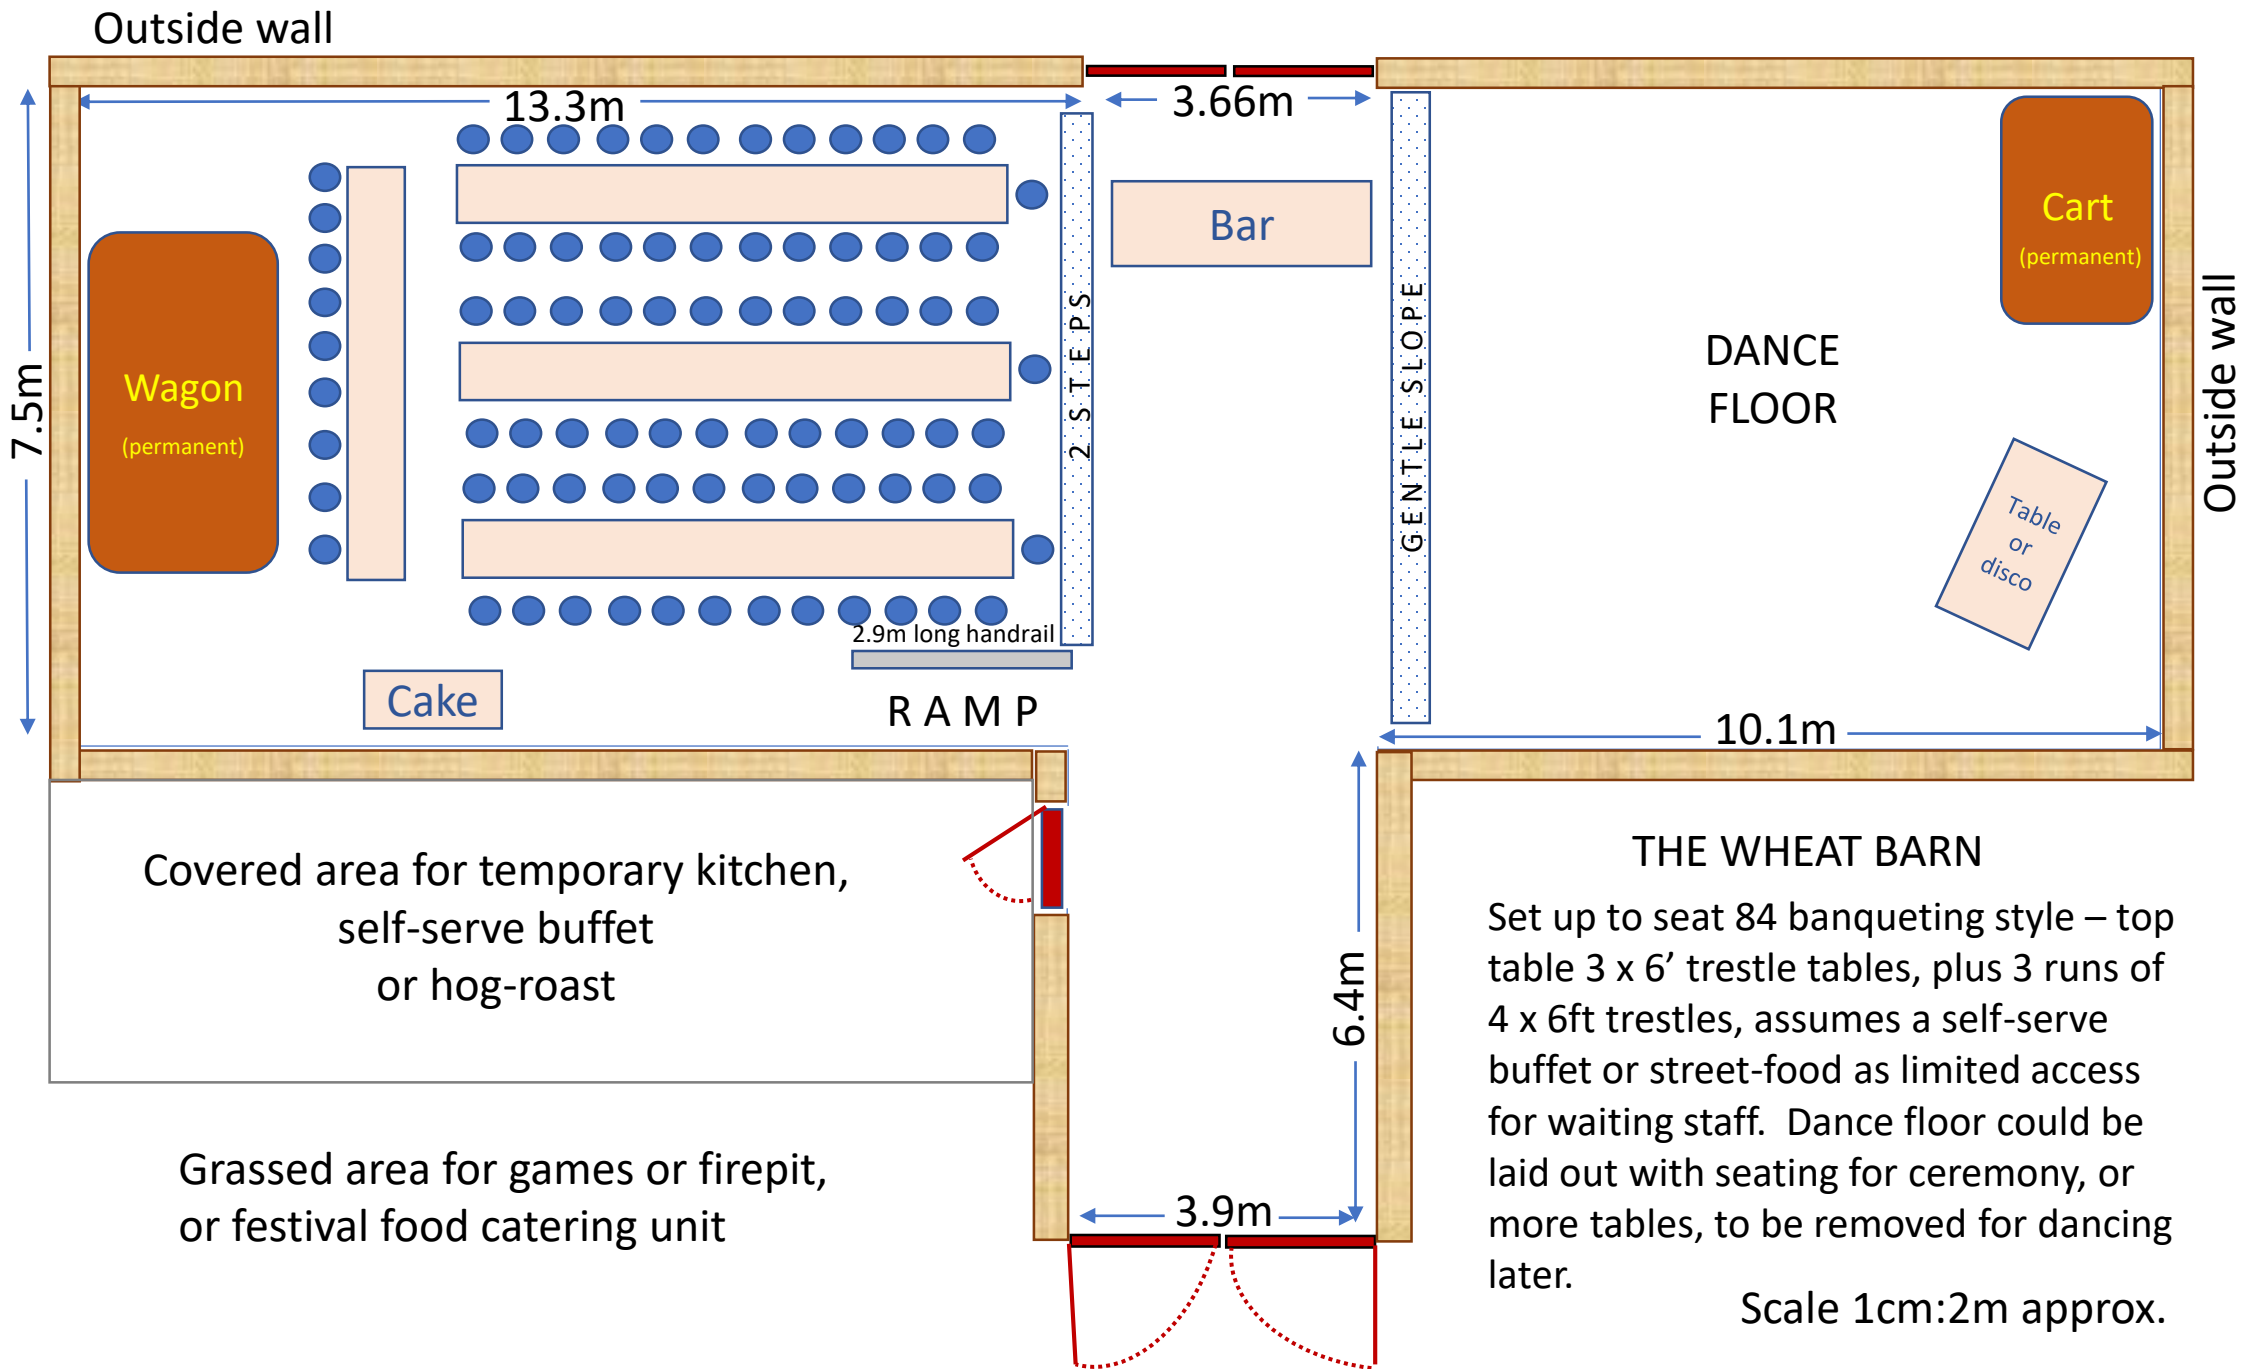 Outside wall
13.3m
3.66m
7.5m
Wagon
(permanent)
2 S T E P S
Bar
GENTLE SLOPE
Cart
(permanent)
DANCE
FLOOR
Outside wall
Table
or
disco
2.9m long handrail
Cake
R A M P
10.1m
Covered area for temporary kitchen,
self-serve buffet
or hog-roast
6.4m
THE WHEAT BARN
Set up to seat 84 banqueting style – top
table 3 x 6’ trestle tables, plus 3 runs of
4 x 6ft trestles, assumes a self-serve
buffet or street-food as limited access
for waiting staff.  Dance floor could be
laid out with seating for ceremony, or
more tables, to be removed for dancing
later.
Grassed area for games or firepit,
or festival food catering unit
3.9m
Scale 1cm:2m approx.